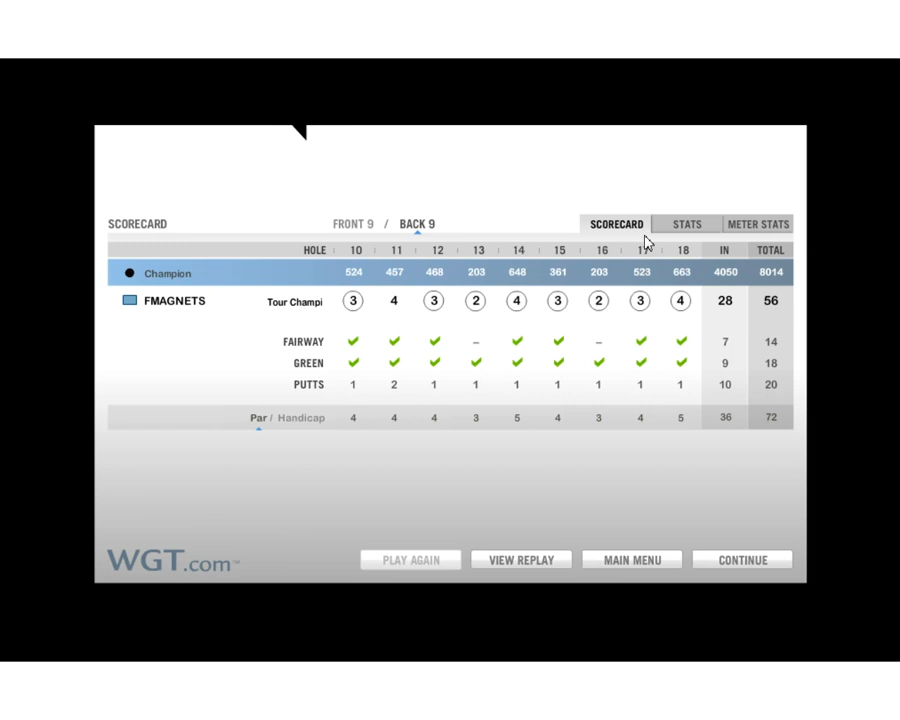 SCORECARD FRONT 9 / BACK 9 SCORECARD STATS METER STATS
HOLE 10 11 12 13 14 15 16 17 18 IN TOTAL
Champion 524 457 468 203 648 361 203 523 663 4050 8014
FMAGNETS Tour Champi 3 4 3 2 4 3 2 3 4 28 56
FAIRWAY – – 7 14
GREEN 9 18
PUTTS 1 2 1 1 1 1 1 1 1 10 20
Par / Handicap 4 4 4 3 5 4 3 4 5 36 72
WGT.com™ PLAY AGAIN VIEW REPLAY MAIN MENU CONTINUE